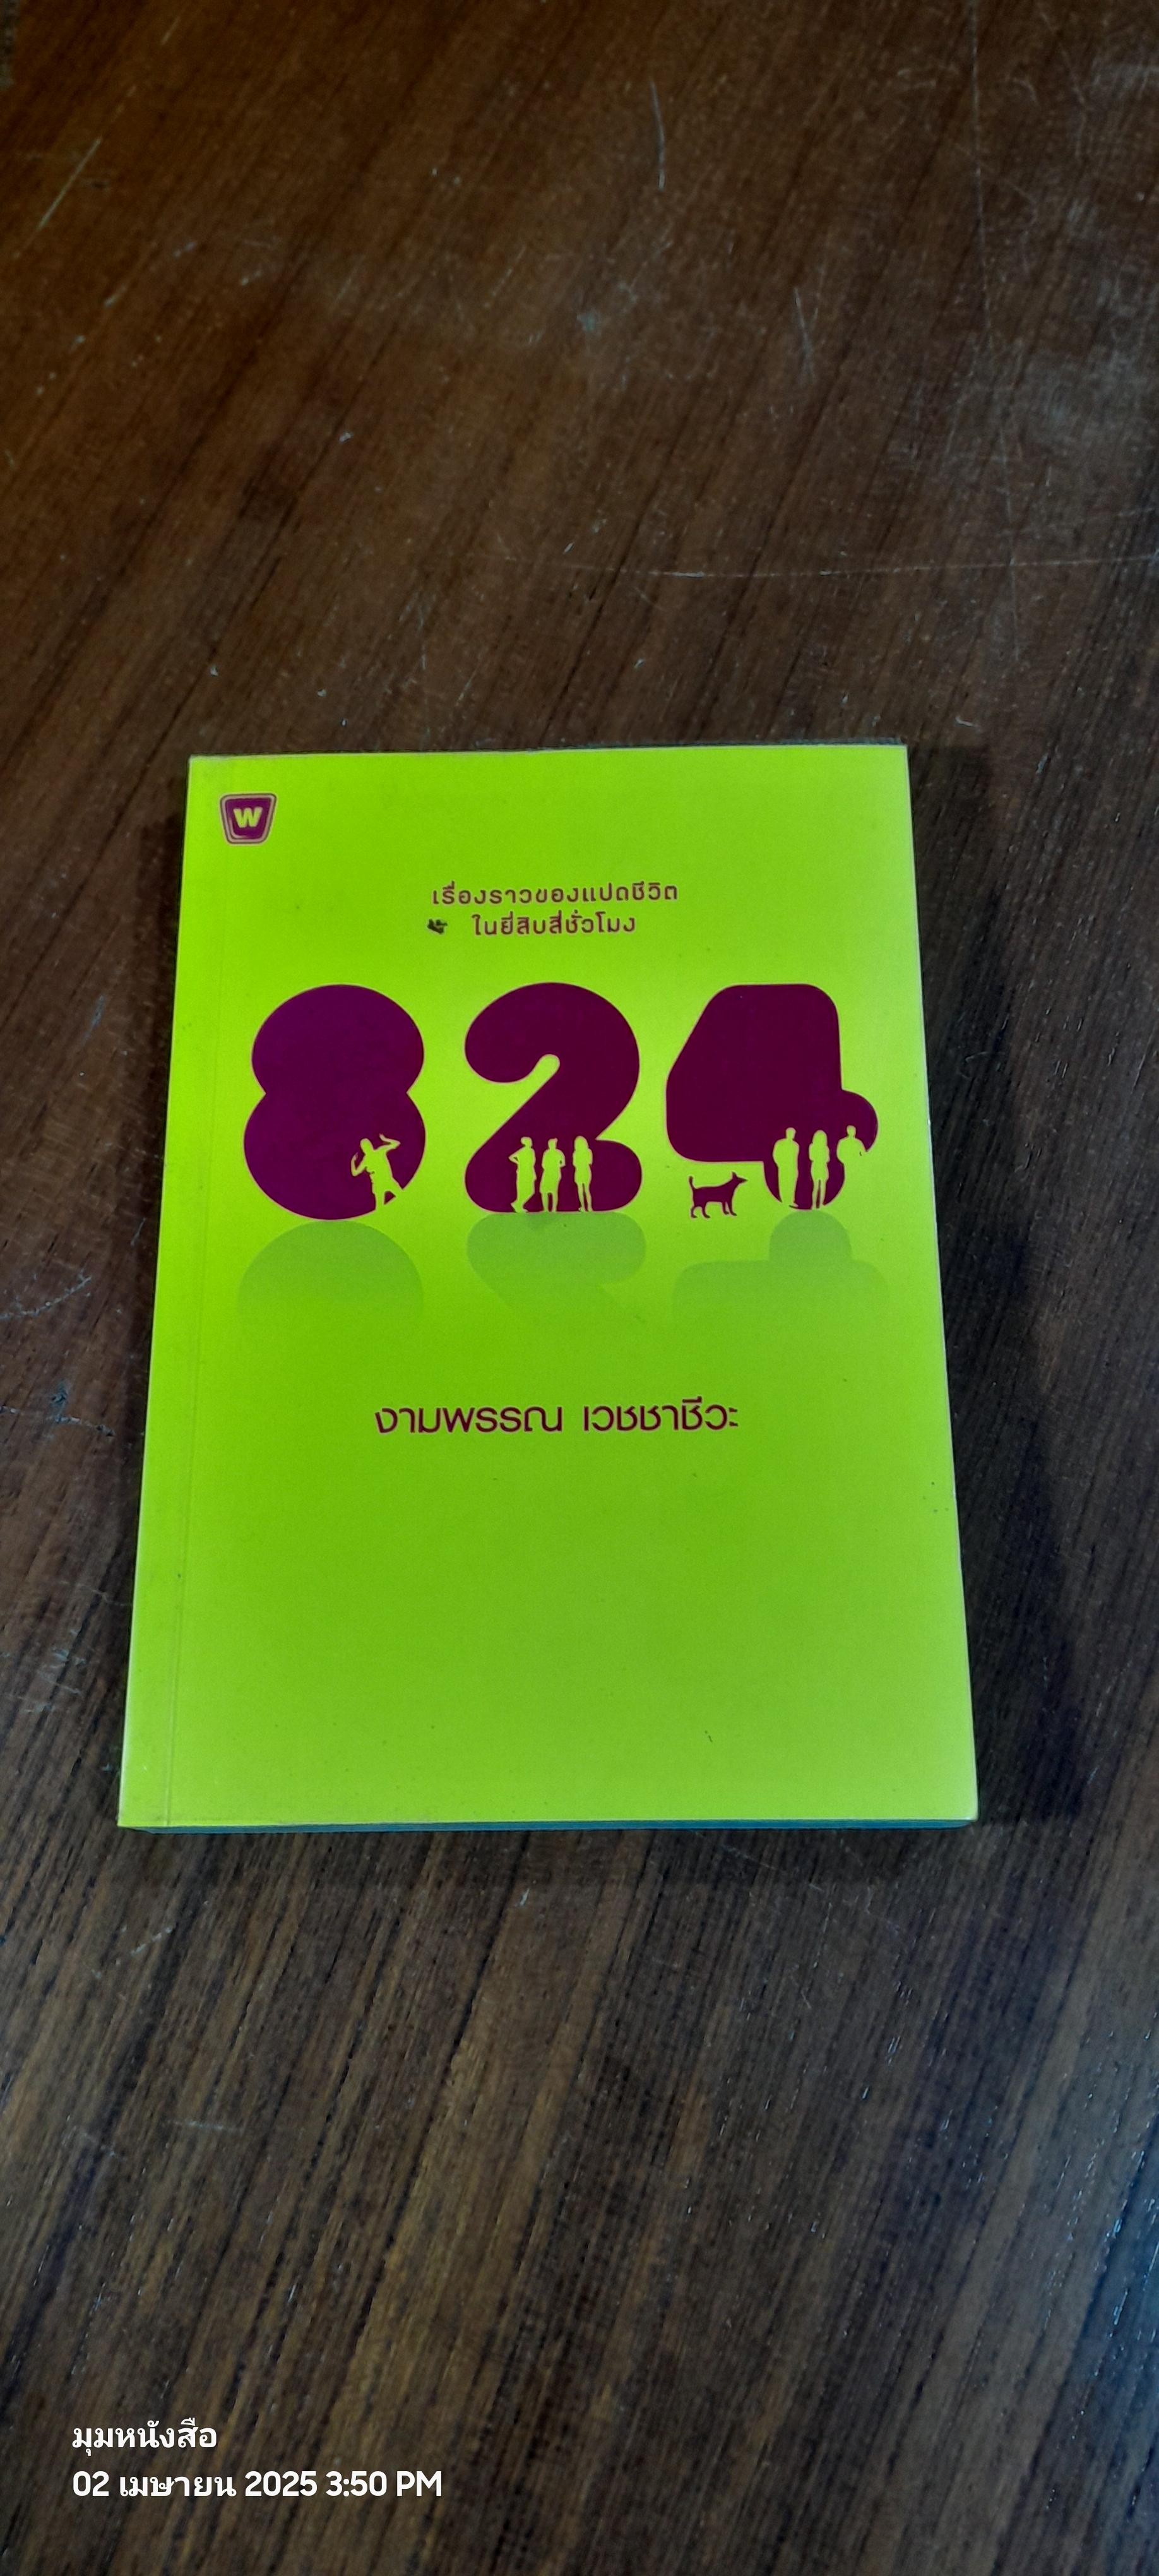 W
เรื่องราวของแปดชีวิต
ในยี่สิบสี่ชั่วโมง
824
งามพรรณ เวชชาชีวะ
มุมหนังสือ
02 เมษายน 2025 3:50 PM